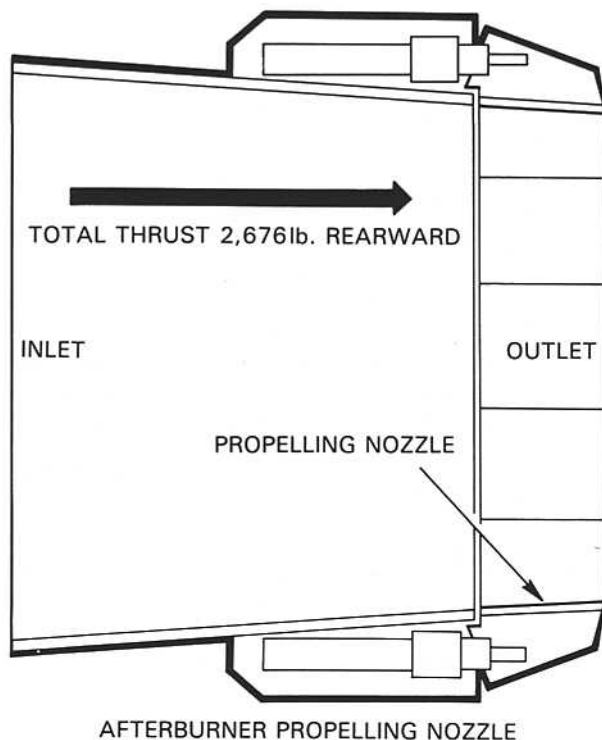 TOTAL THRUST 2,676lb. REARWARD
INLET
OUTLET
PROPELLING NOZZLE
AFTERBURNER PROPELLING NOZZLE